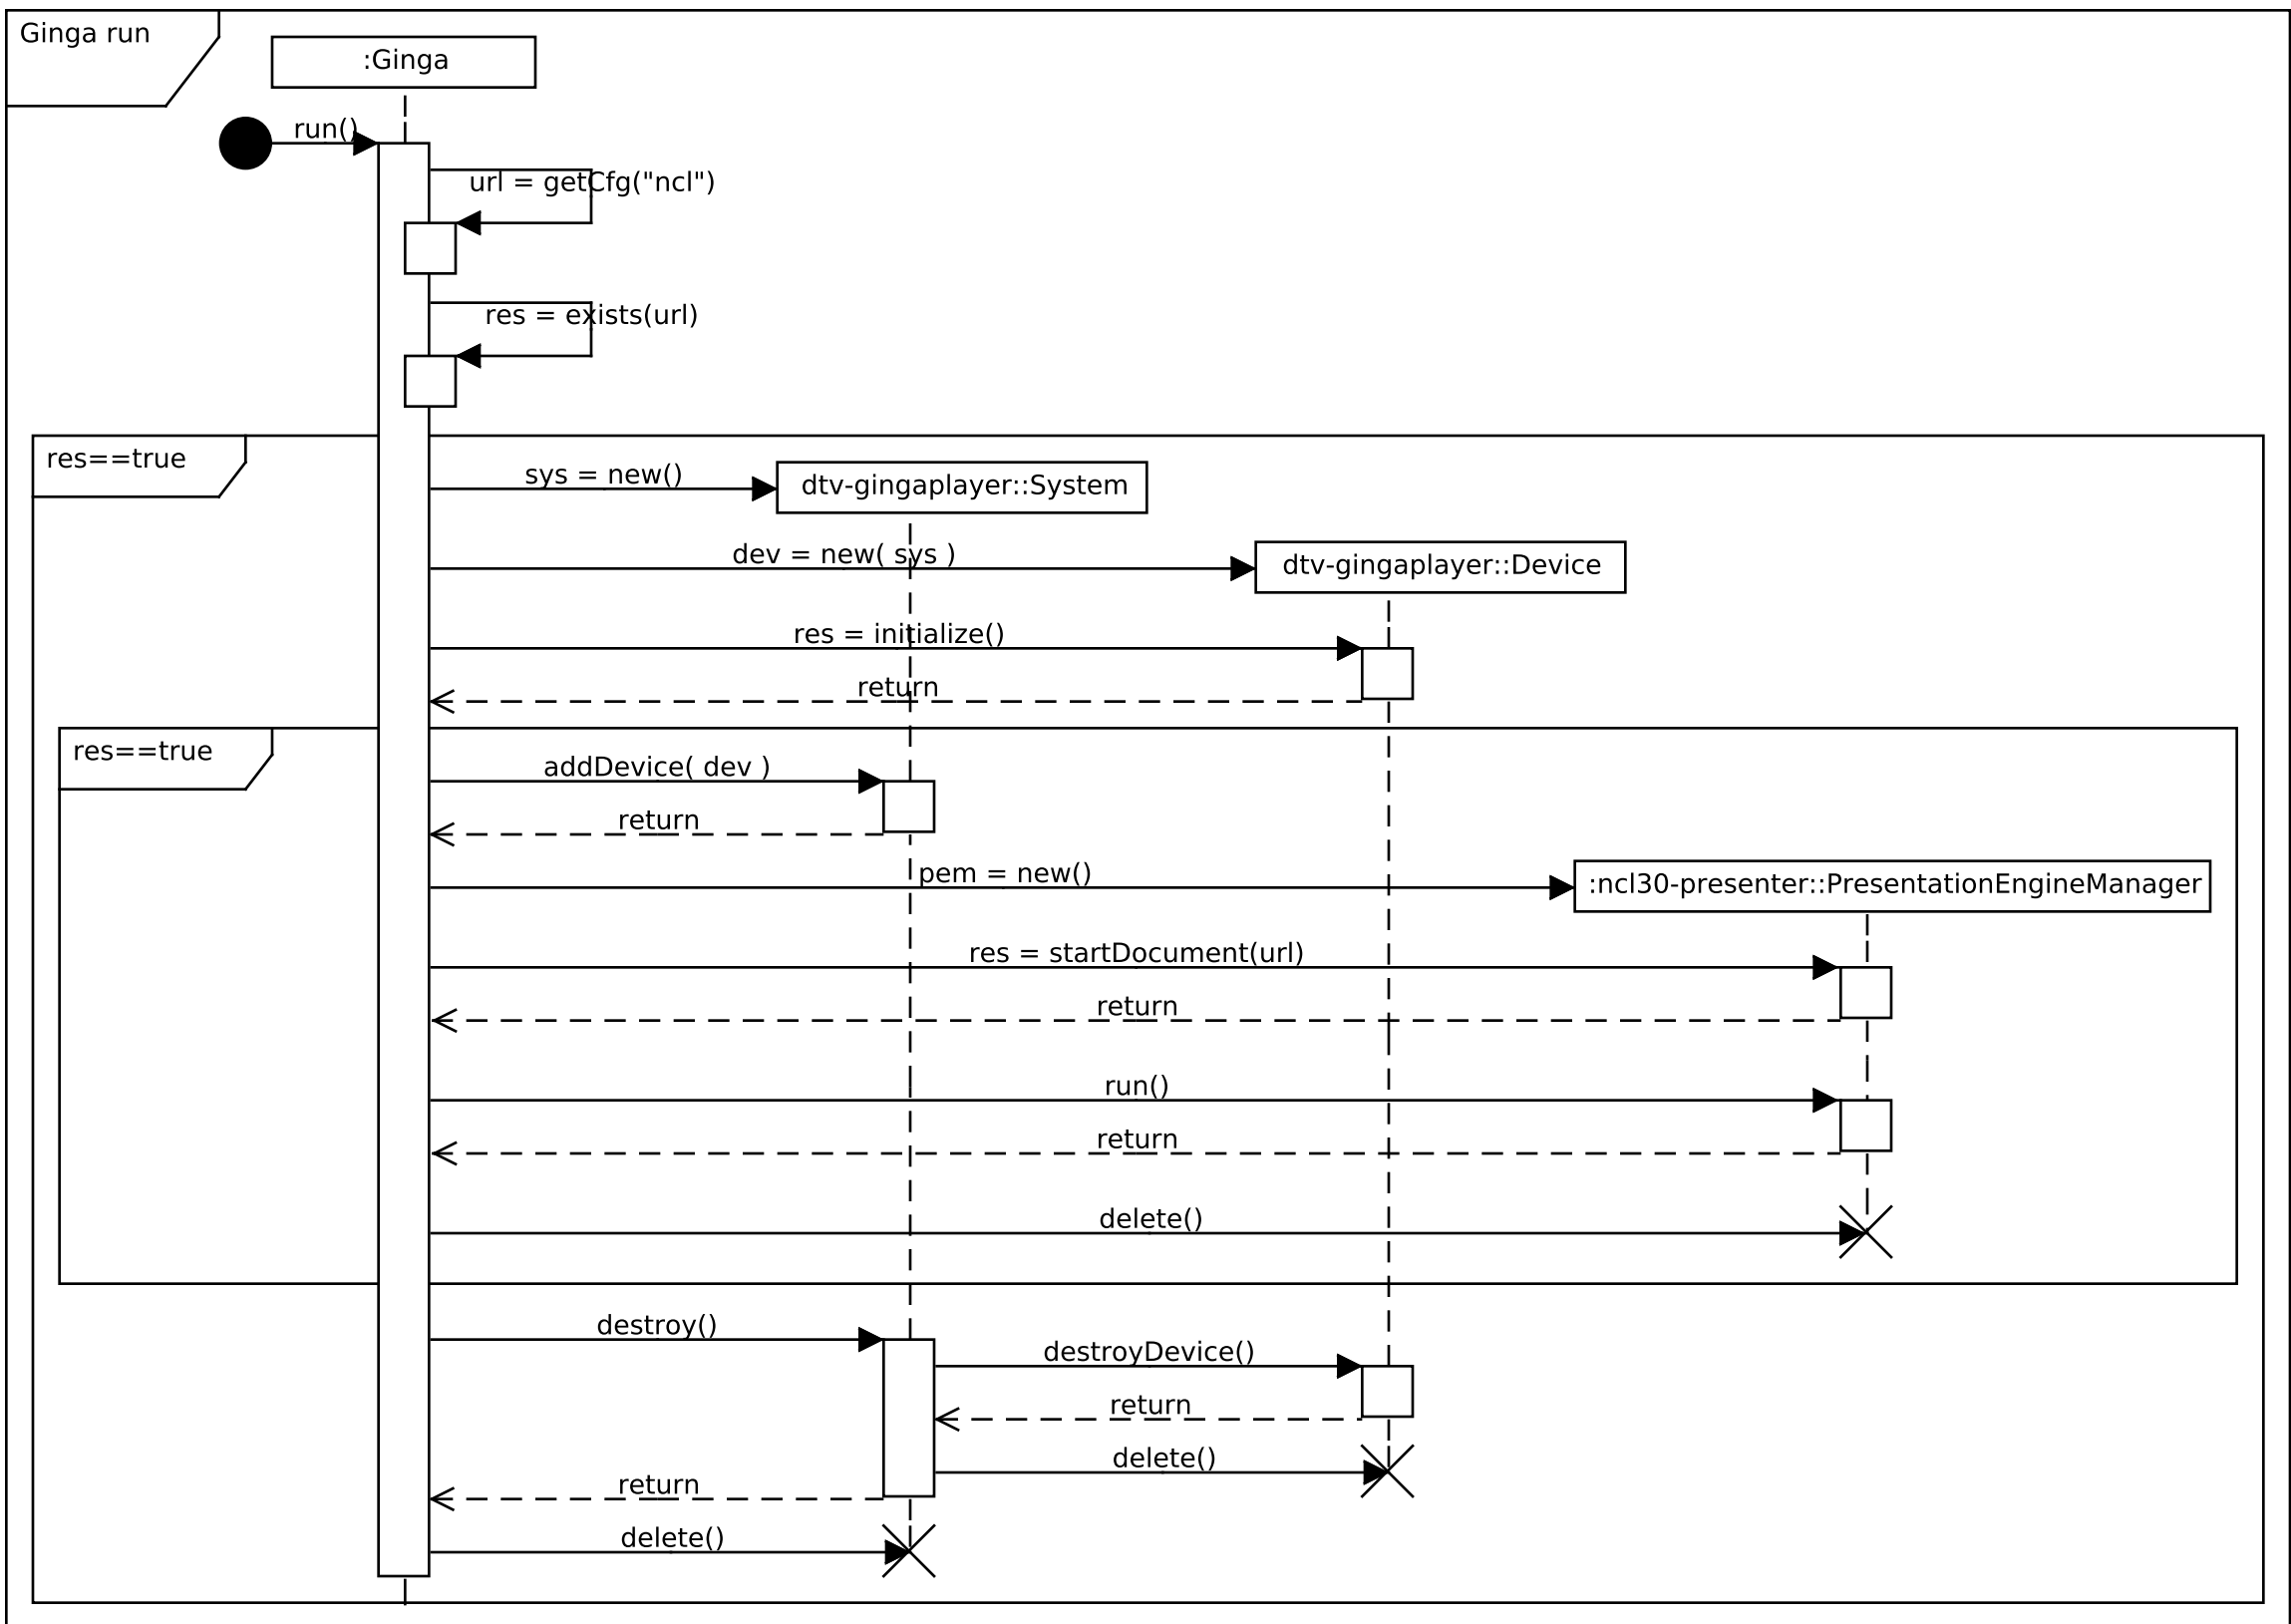 Ginga run
:Ginga
run()
url = getCfg("ncl")
res = exists(url)
res==true
sys = new()
dtv-gingaplayer::System
dev = new( sys )
dtv-gingaplayer::Device
res = initialize()
return
res==true
addDevice( dev )
return
pem = new()
:ncl30-presenter::PresentationEngineManager
res = startDocument(url)
return
run()
return
delete()
destroy()
destroyDevice()
return
delete()
return
delete()